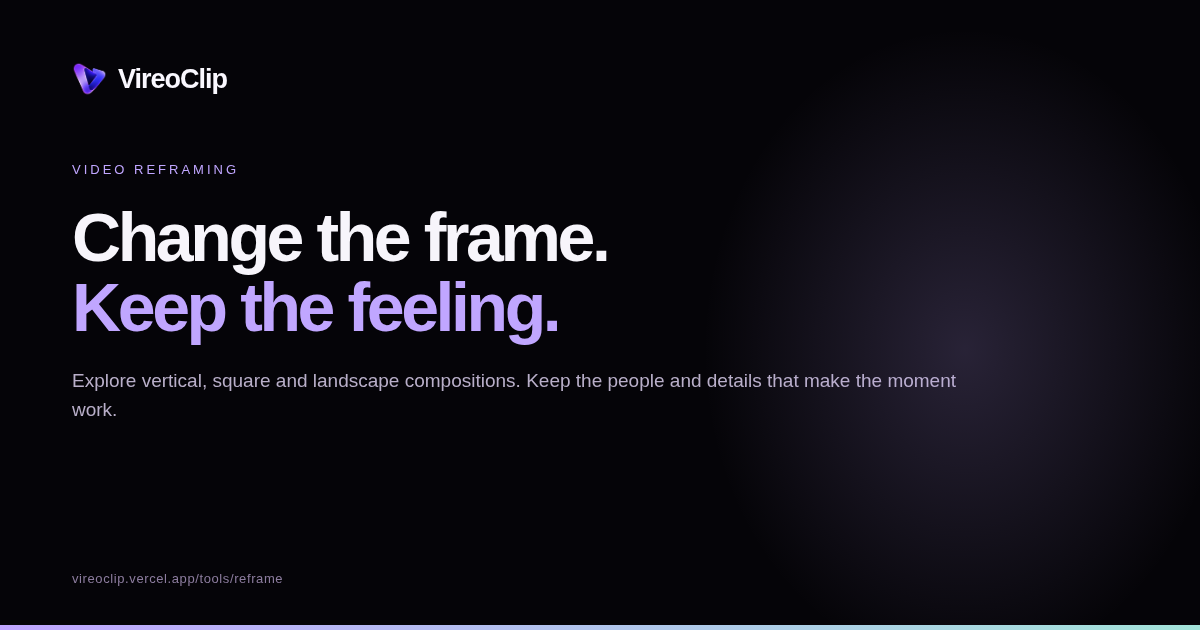 VireoClip
VIDEO REFRAMING
Change the frame.
Keep the feeling.
Explore vertical, square and landscape compositions. Keep the people and details that make the moment
work.
vireoclip.vercel.app/tools/reframe